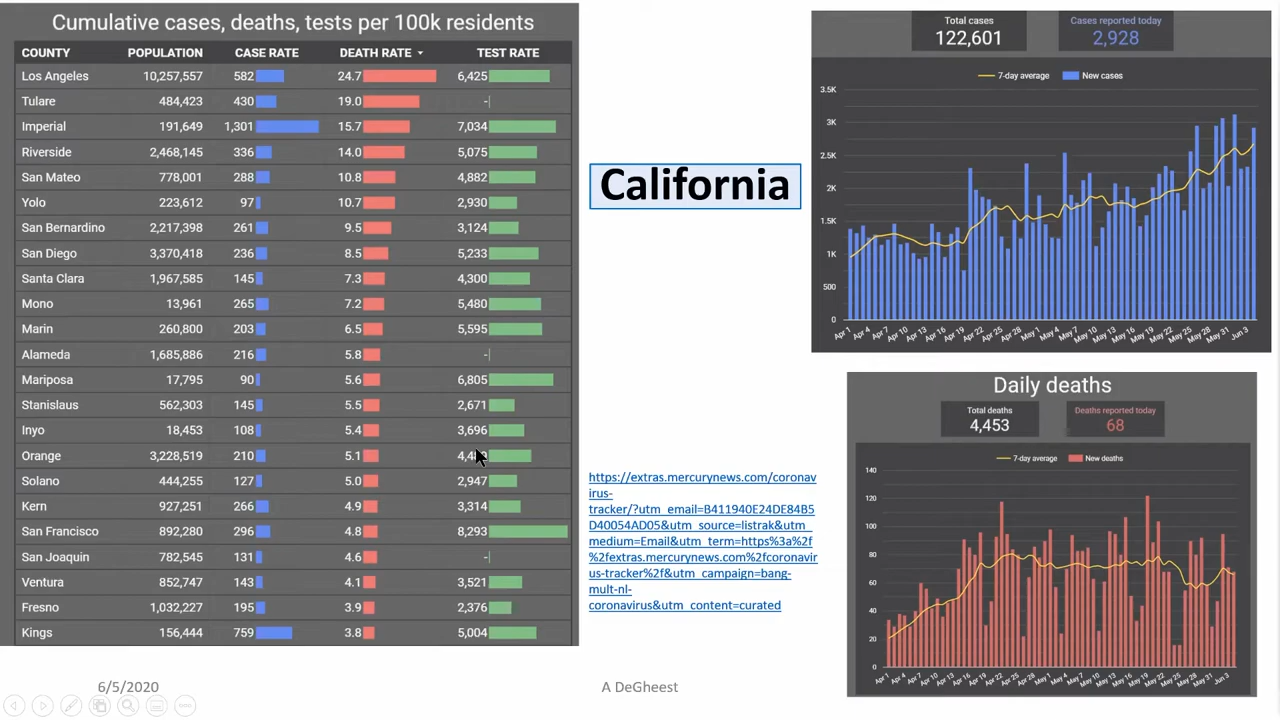 Cumulative cases, deaths, tests per 100k residents
COUNTY POPULATION CASE RATE DEATH RATE TEST RATE
Los Angeles 10,257,557 582 24.7 6,425
Tulare 484,423 430 19.0 -
Imperial 191,649 1,301 15.7 7,034
Riverside 2,468,145 336 14.0 5,075
San Mateo 778,001 288 10.8 4,882
Yolo 223,612 97 10.7 2,930
San Bernardino 2,217,398 261 9.5 3,124
San Diego 3,370,418 236 8.5 5,233
Santa Clara 1,967,585 145 7.3 4,300
Mono 13,961 265 7.2 5,480
Marin 260,800 203 6.5 5,595
Alameda 1,685,886 216 5.8 -
Mariposa 17,795 90 5.6 6,805
Stanislaus 562,303 145 5.5 2,671
Inyo 18,453 108 5.4 3,696
Orange 3,228,519 210 5.1
Solano 444,255 127 5.0 2,947
Kern 927,251 266 4.9 3,314
San Francisco 892,280 296 4.8 8,293
San Joaquin 782,545 131 4.6 -
Ventura 852,747 143 4.1 3,521
Fresno 1,032,227 195 3.9 2,376
Kings 156,444 759 3.8 5,004
California
https://extras.mercurynews.com/coronav
irus-
tracker/?utm_email=B411940E24DE84B5
D40054AD05&utm_source=listrak&utm_
medium=Email&utm_term=https%3a%2f
%2fextras.mercurynews.com%2fcoronavir
us-tracker%2f&utm_campaign=bang-
mult-nl-
coronavirus&utm_content=curated
Total cases Cases reported today
122,601 2,928
7-day average New cases
3.5K
3K
2.5K
2K
1.5K
1K
500
0
Apr 1 Apr 4 Apr 7 Apr 10 Apr 13 Apr 16 Apr 19 Apr 22 Apr 25 Apr 28 May 1 May 4 May 7 May 10 May 13 May 16 May 19 May 22 May 25 May 28 May 31 Jun 3
Daily deaths
Total deaths Deaths reported today
4,453 68
7-day average New deaths
140
120
100
80
60
40
20
0
Apr 1 Apr 4 Apr 7 Apr 10 Apr 13 Apr 16 Apr 19 Apr 22 Apr 25 Apr 28 May 1 May 4 May 7 May 10 May 13 May 16 May 19 May 22 May 25 May 28 May 31 Jun 3
6/5/2020 A DeGheest